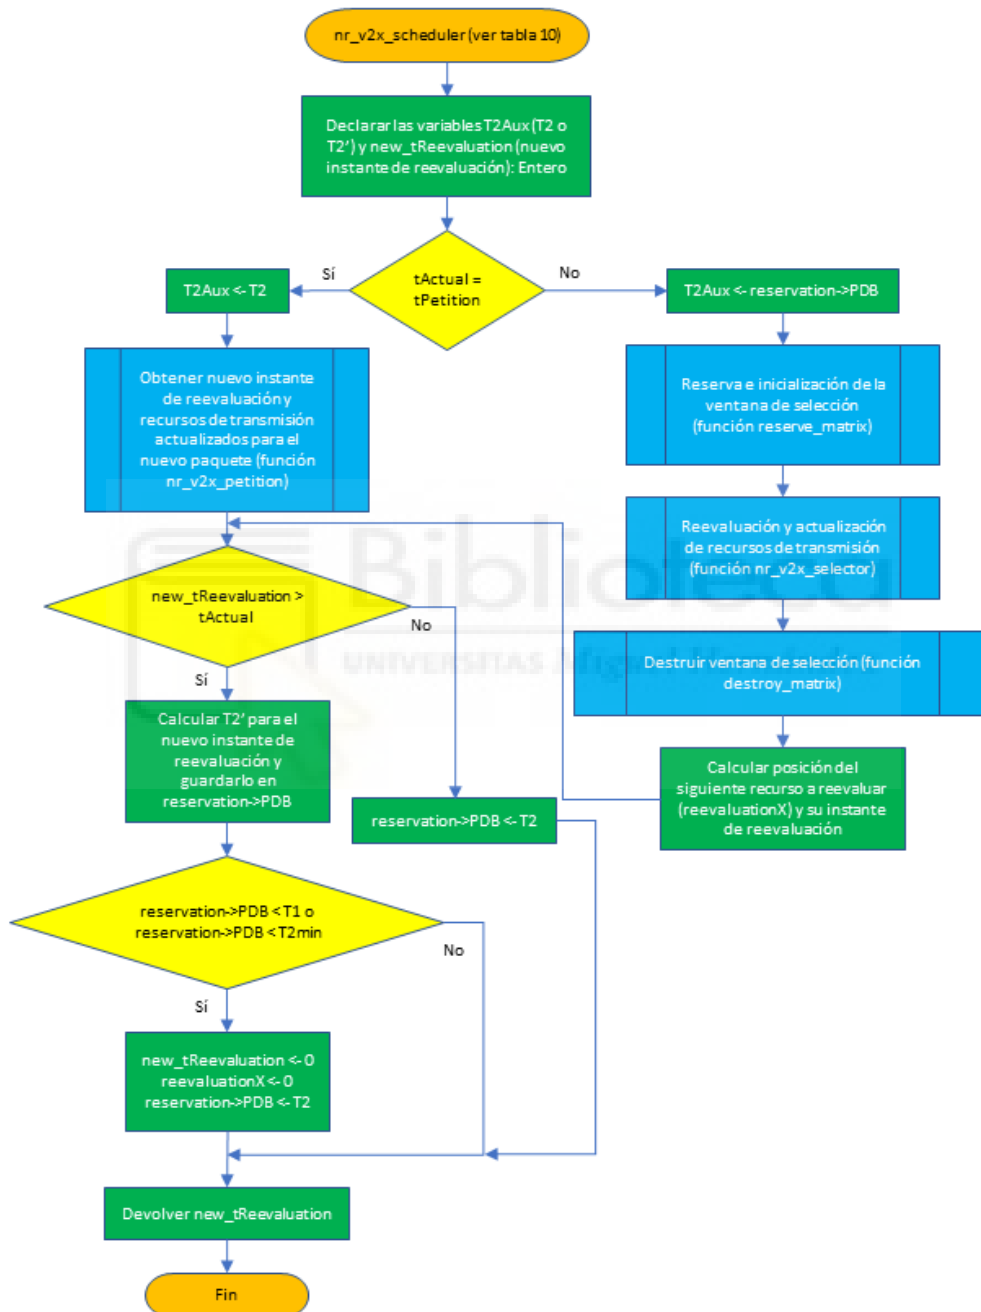 nr_v2x_scheduler (ver tabla 10)
Declarar las variables T2Aux (T2 o
T2') y new_tReevaluation (nuevo
instante de reevaluación): Entero
tActual =
tPetition
Sí
No
T2Aux <- T2
T2Aux <- reservation->PDB
Obtener nuevo instante
de reevaluación y
recursos de transmisión
actualizados para el
nuevo paquete (función
nr_v2x_petition)
Reserva e inicialización de la
ventana de selección
(función reserve_matrix)
Reevaluación y actualización
de recursos de transmisión
(función nr_v2x_selector)
Biblioteca
UNIVERSITAS Miguel Hernández
new_tReevaluation >
tActual
No
Sí
Destruir ventana de selección (función
destroy_matrix)
Calcular T2' para el
nuevo instante de
reevaluación y
guardarlo en
reservation->PDB
Calcular posición del
siguiente recurso a reevaluar
(reevaluationX) y su instante
de reevaluación
reservation->PDB <- T2
reservation->PDB < T1 o
reservation->PDB < T2min
No
Sí
new_tReevaluation <- 0
reevaluationX <- 0
reservation->PDB <- T2
Devolver new_tReevaluation
Fin